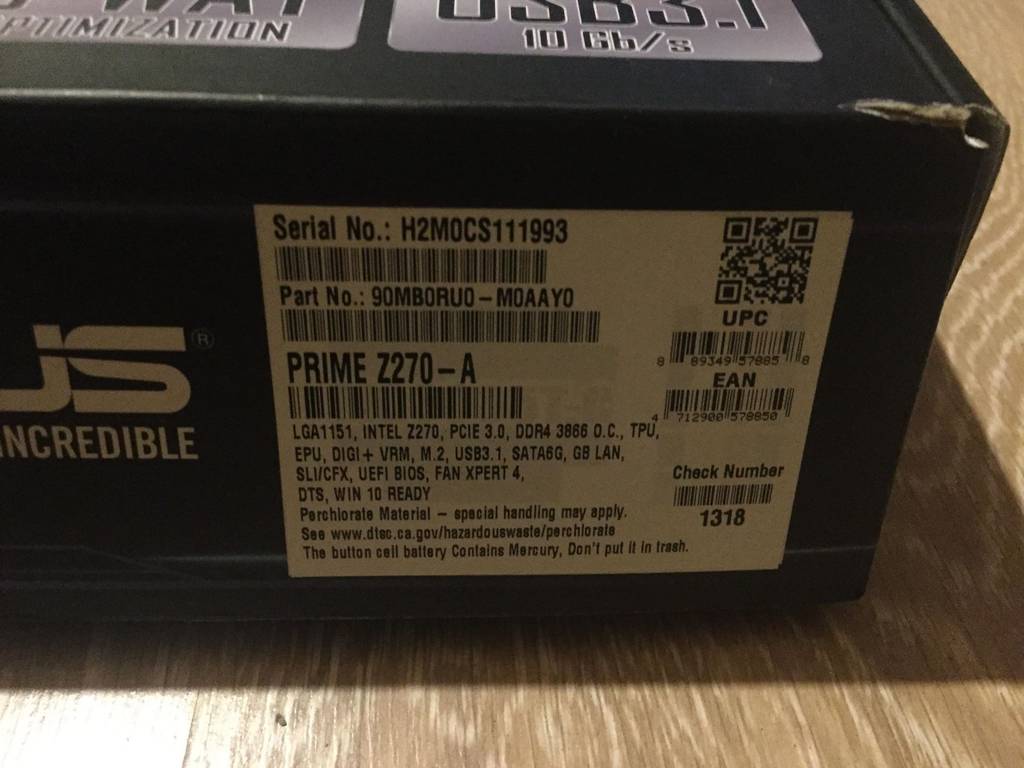 WAY
OPTIMIZATION
USB3.1
10 Gb/s
Serial No.: H2M0CS111993
Part No.: 90MB0RU0-M0AAY0
PRIME Z270-A
UPC
8 89349 57885 8
EAN
4 712900 578850
LGA1151, INTEL Z270, PCIE 3.0, DDR4 3866 O.C., TPU,
EPU, DIGI+ VRM, M.2, USB3.1, SATA6G, GB LAN,
SLI/CFX, UEFI BIOS, FAN XPERT 4,
DTS, WIN 10 READY
Perchlorate Material – special handling may apply.
See www.dtsc.ca.gov/hazardouswaste/perchlorate
The button cell battery Contains Mercury, Don't put it in trash.
Check Number
1318
US®
INCREDIBLE